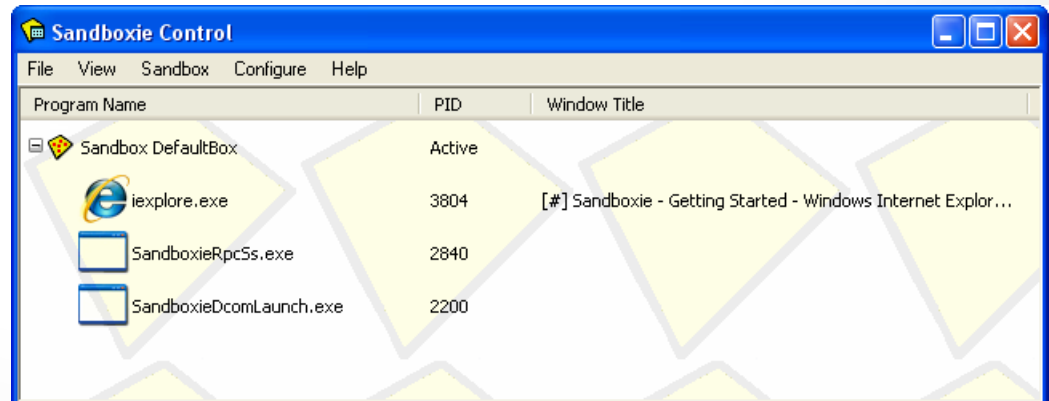 Sandboxie Control
File View Sandbox Configure Help
Program Name PID Window Title
Sandbox DefaultBox Active
iexplore.exe 3804 [#] Sandboxie - Getting Started - Windows Internet Explor...
SandboxieRpcSs.exe 2840
SandboxieDcomLaunch.exe 2200